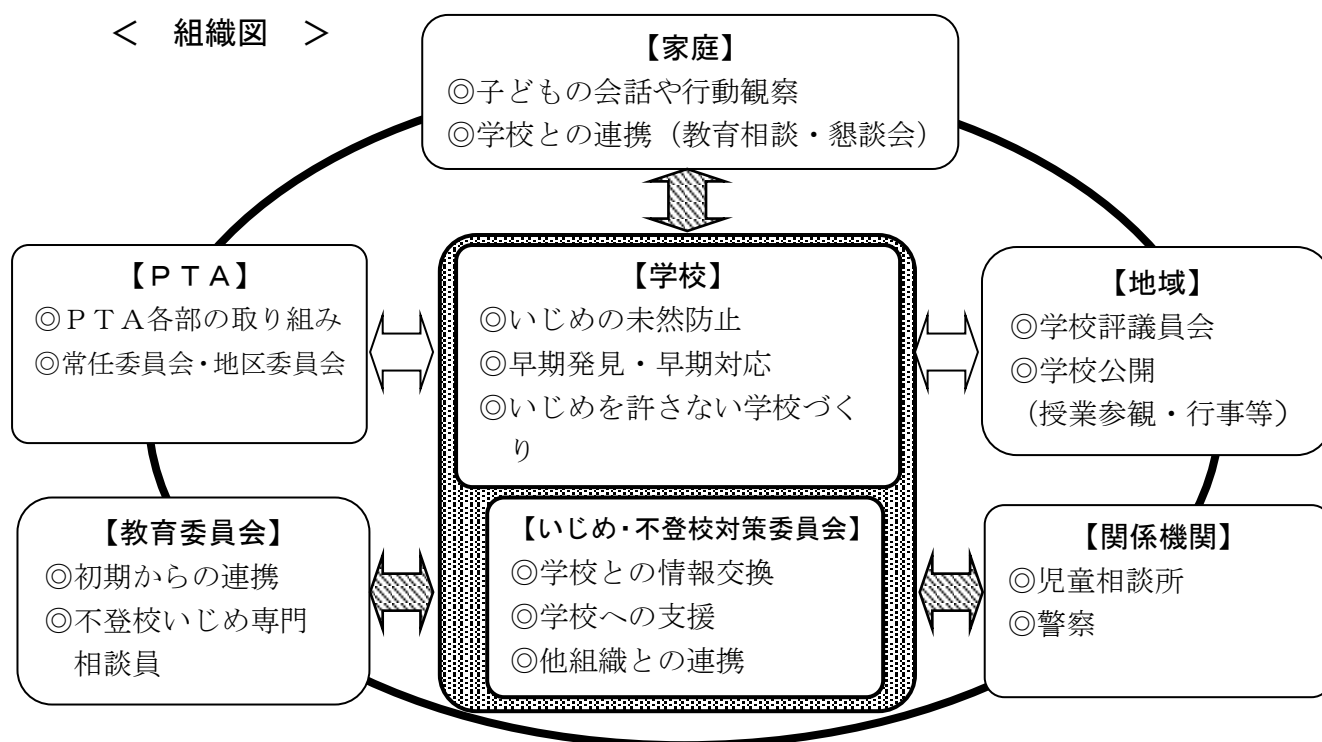 ＜　組織図　＞
【家庭】
◎子どもの会話や行動観察
◎学校との連携（教育相談・懇談会）
【ＰＴＡ】
◎ＰＴＡ各部の取り組み
◎常任委員会・地区委員会
【学校】
◎いじめの未然防止
◎早期発見・早期対応
◎いじめを許さない学校づく
り
【地域】
◎学校評議員会
◎学校公開
（授業参観・行事等）
【教育委員会】
◎初期からの連携
◎不登校いじめ専門
相談員
【いじめ・不登校対策委員会】
◎学校との情報交換
◎学校への支援
◎他組織との連携
【関係機関】
◎児童相談所
◎警察